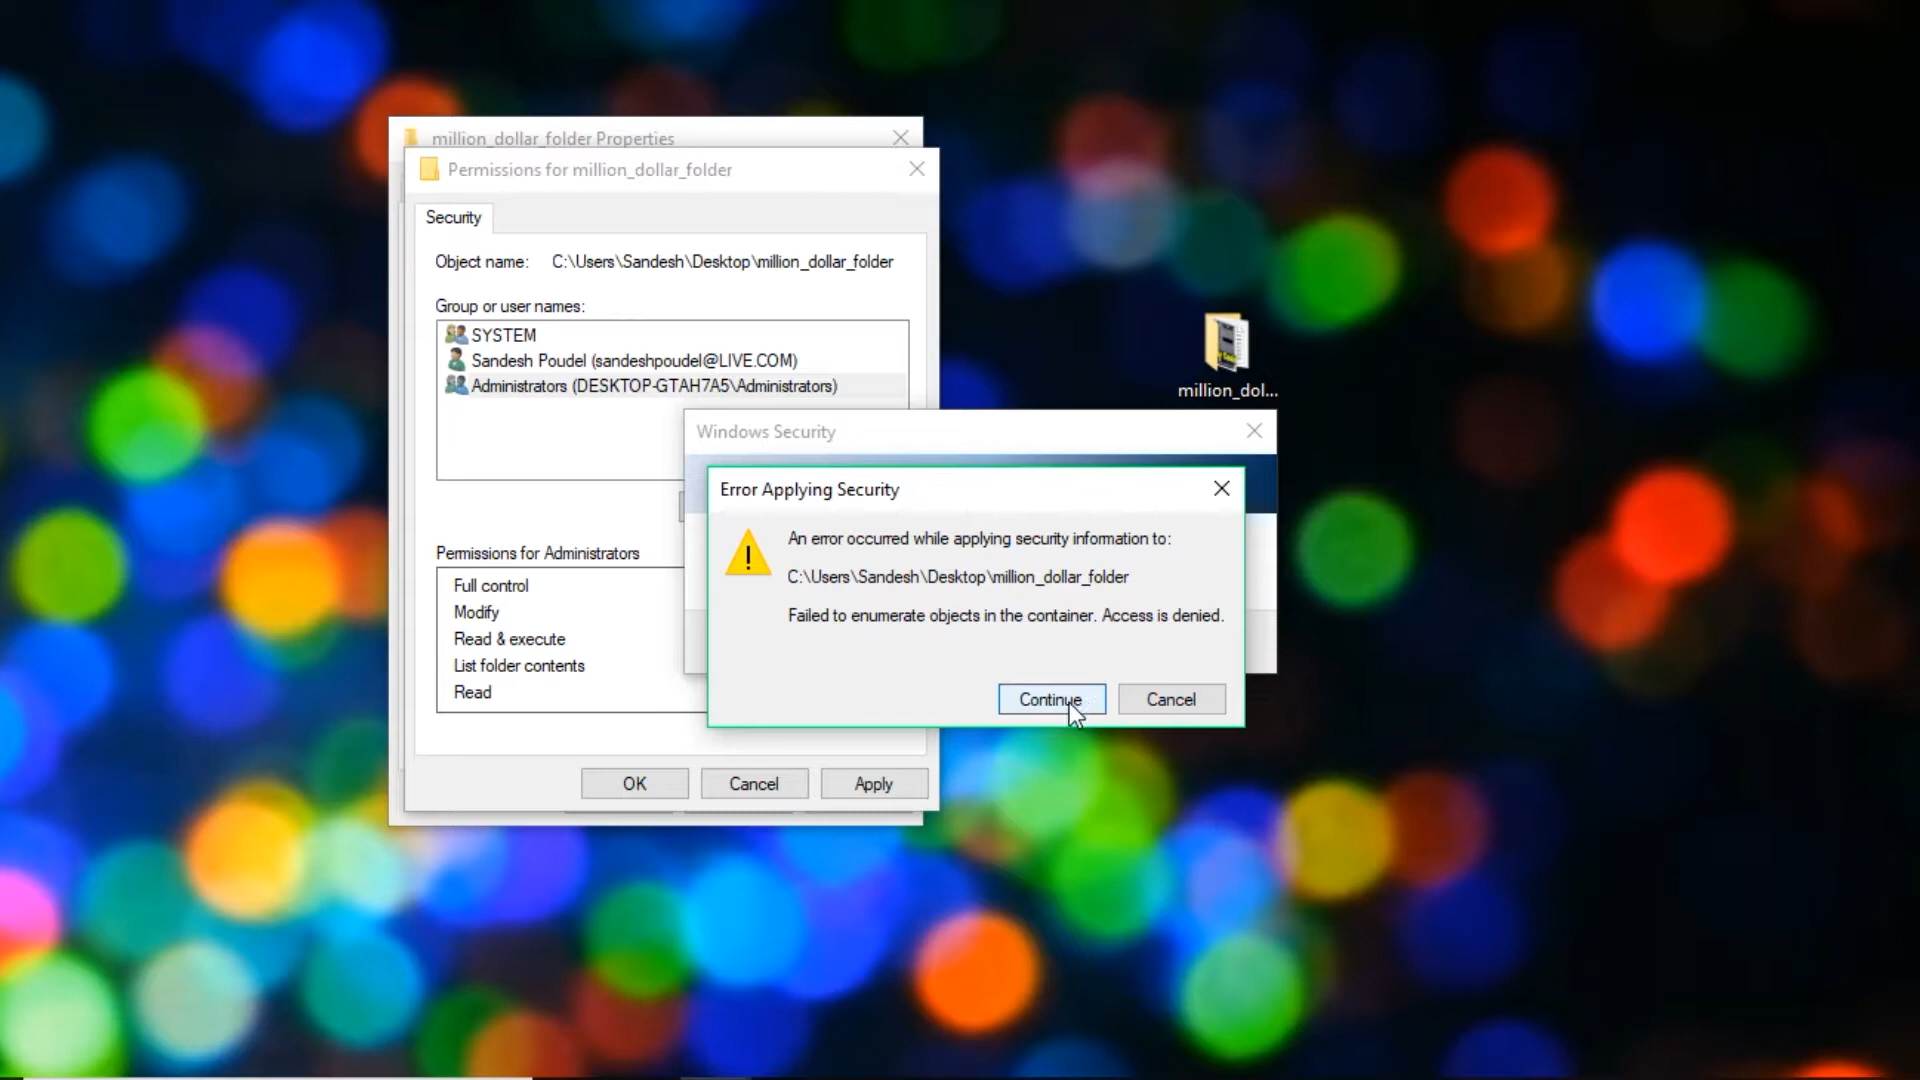 million_dollar_folder Properties
Permissions for million_dollar_folder
Security
Object name: C:\Users\Sandesh\Desktop\million_dollar_folder
Group or user names:
SYSTEM
Sandesh Poudel (sandeshpoudel@LIVE.COM)
Administrators (DESKTOP-GTAH7A5\Administrators)
million_dol...
Windows Security
Error Applying Security
An error occurred while applying security information to:
C:\Users\Sandesh\Desktop\million_dollar_folder
Failed to enumerate objects in the container. Access is denied.
Continue Cancel
Permissions for Administrators
Full control
Modify
Read & execute
List folder contents
Read
OK Cancel Apply